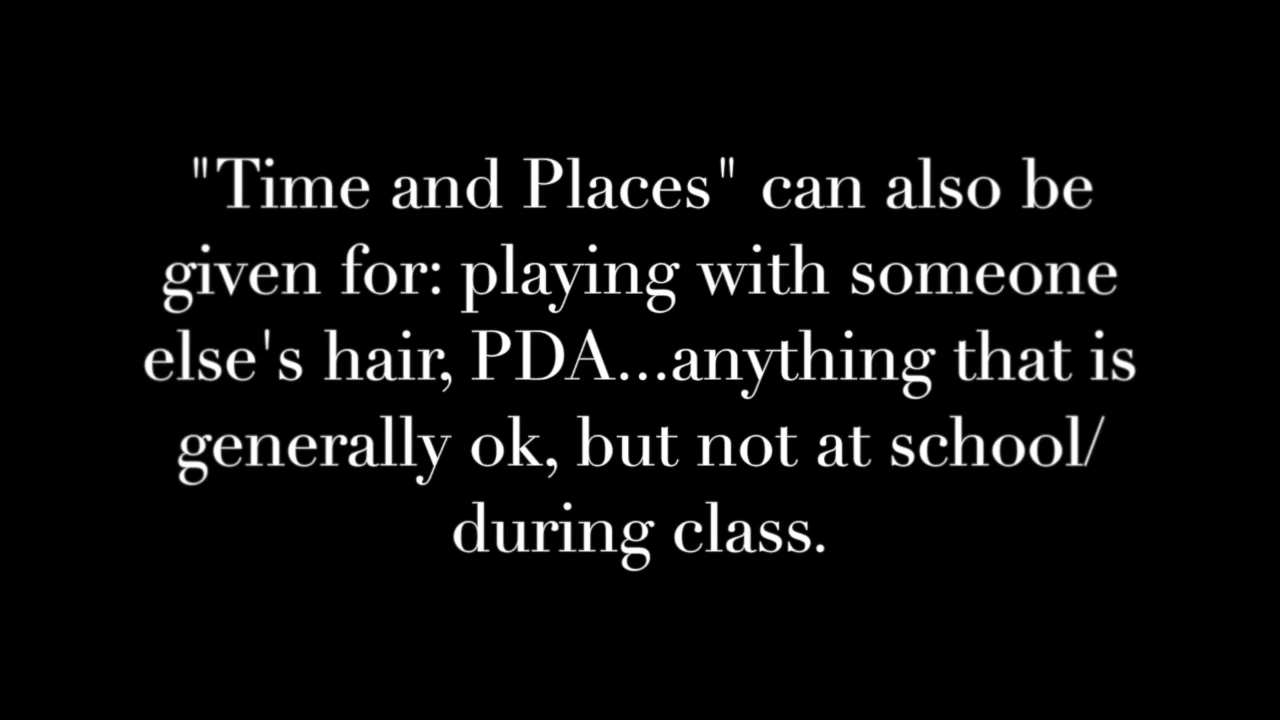 "Time and Places" can also be
given for: playing with someone
else's hair, PDA...anything that is
generally ok, but not at school/
during class.